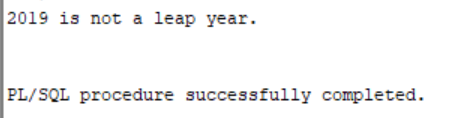 2019 is not a leap year.
PL/SQL procedure successfully completed.